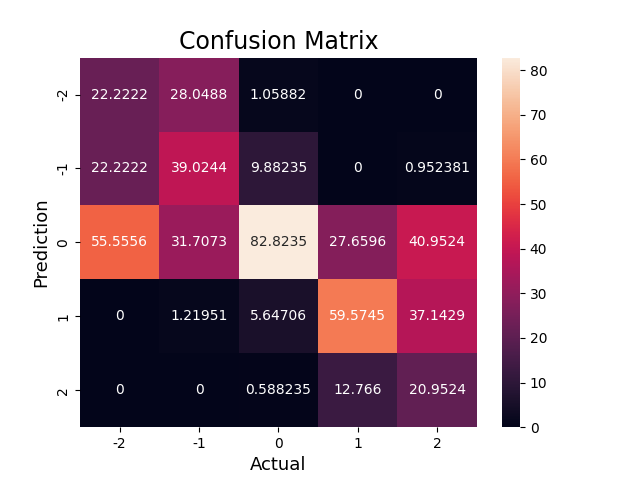 Confusion Matrix
Prediction
-2 22.2222 28.0488 1.05882 0 0
-1 22.2222 39.0244 9.88235 0 0.952381
0 55.5556 31.7073 82.8235 27.6596 40.9524
1 0 1.21951 5.64706 59.5745 37.1429
2 0 0 0.588235 12.766 20.9524
-2 -1 0 1 2
Actual
80
70
60
50
40
30
20
10
0